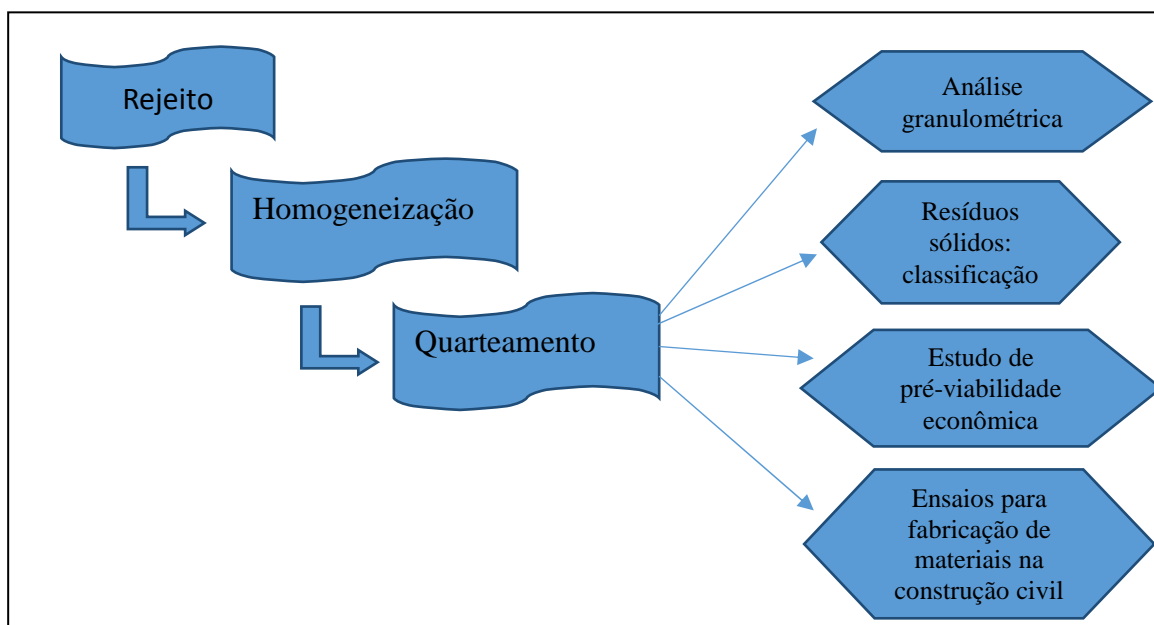 Rejeito
Homogeneização
Quarteamento
Análise
granulométrica
Resíduos
sólidos:
classificação
Estudo de
pré-viabilidade
econômica
Ensaios para
fabricação de
materiais na
construção civil